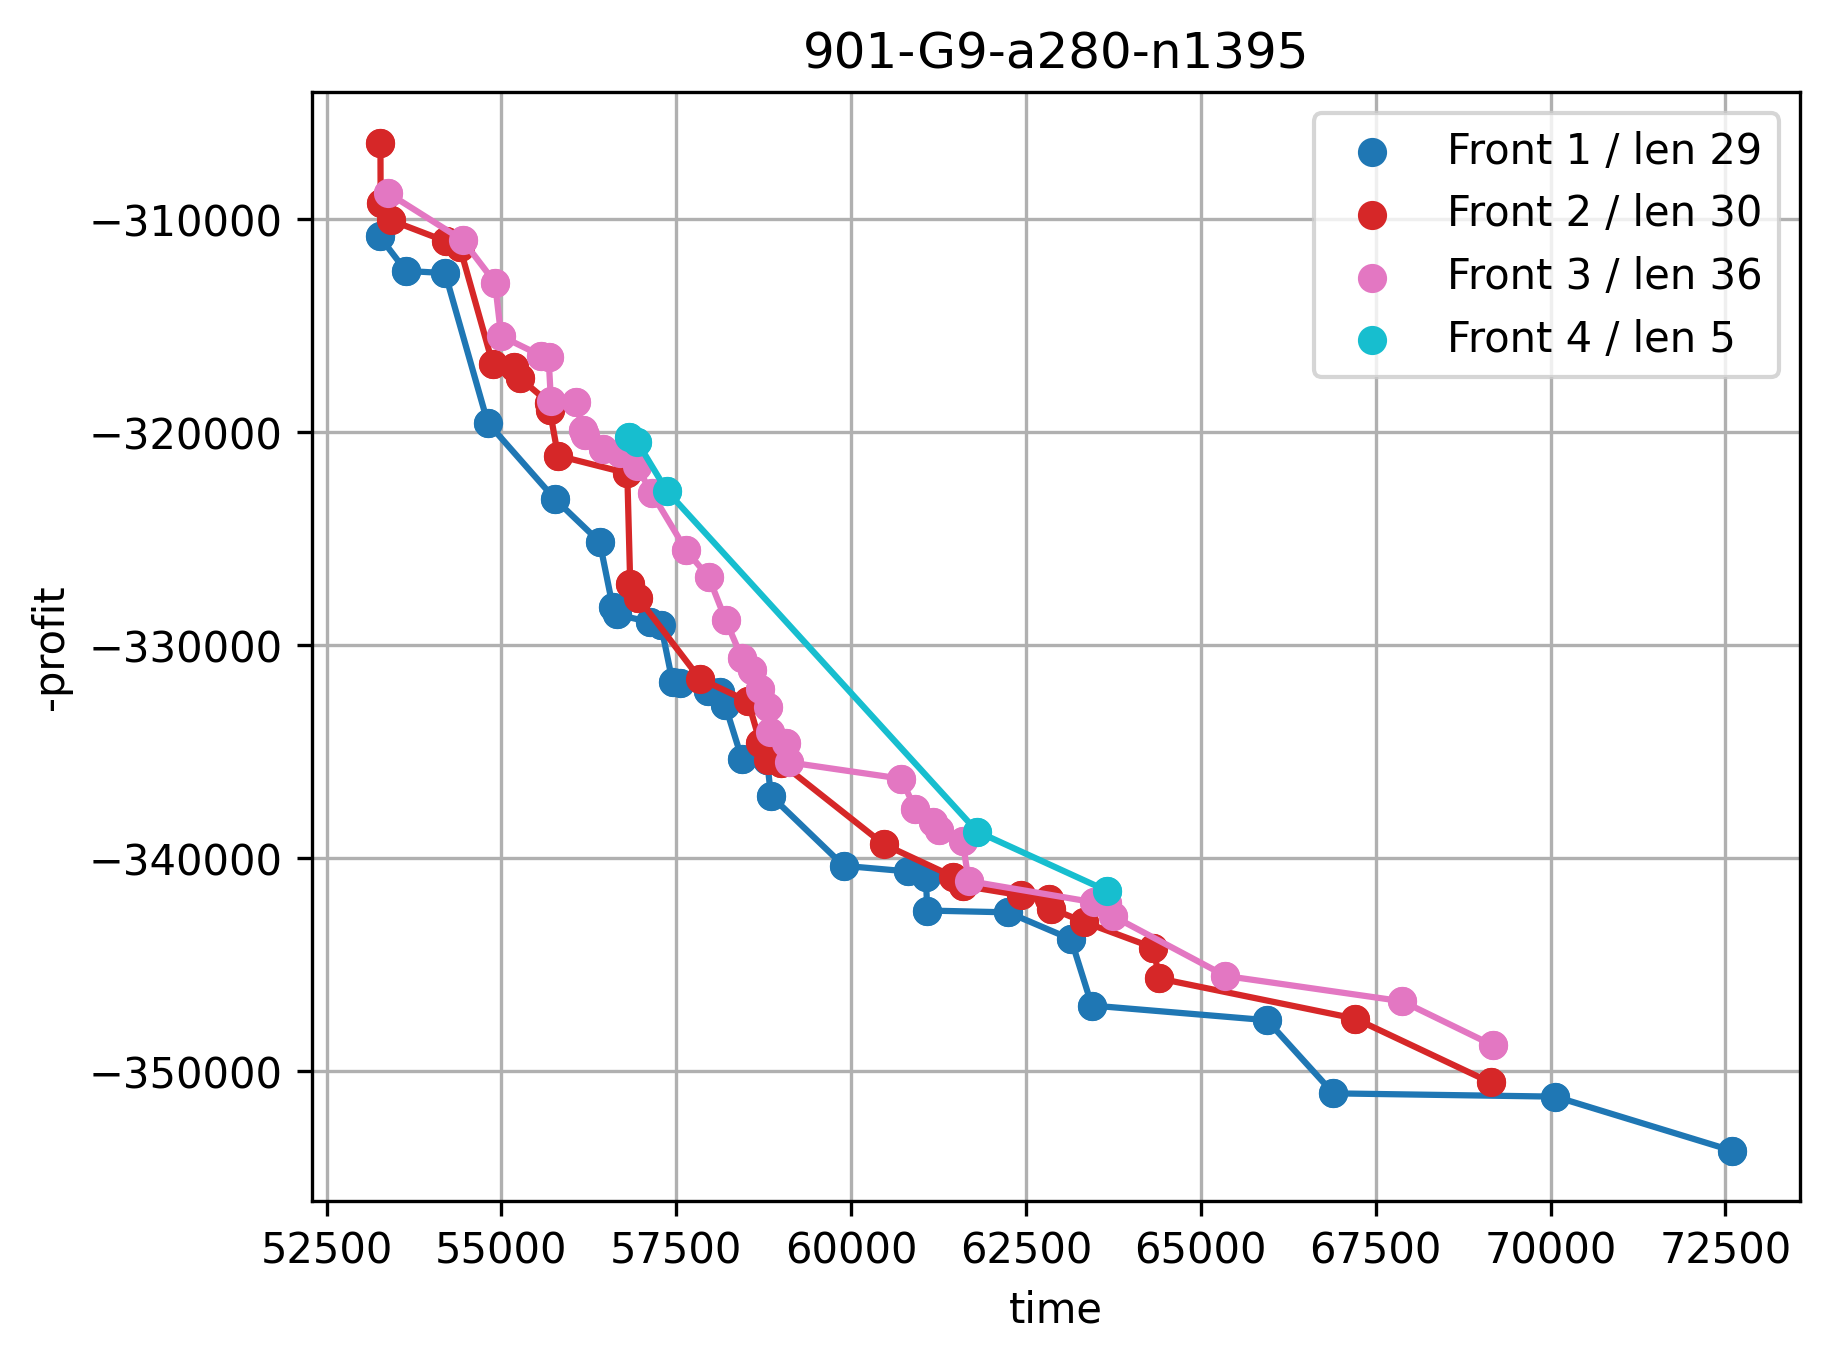 901-G9-a280-n1395
Front 1 / len 29
Front 2 / len 30
Front 3 / len 36
Front 4 / len 5
−310000
−320000
−330000
−340000
−350000
-profit
52500 55000 57500 60000 62500 65000 67500 70000 72500
time